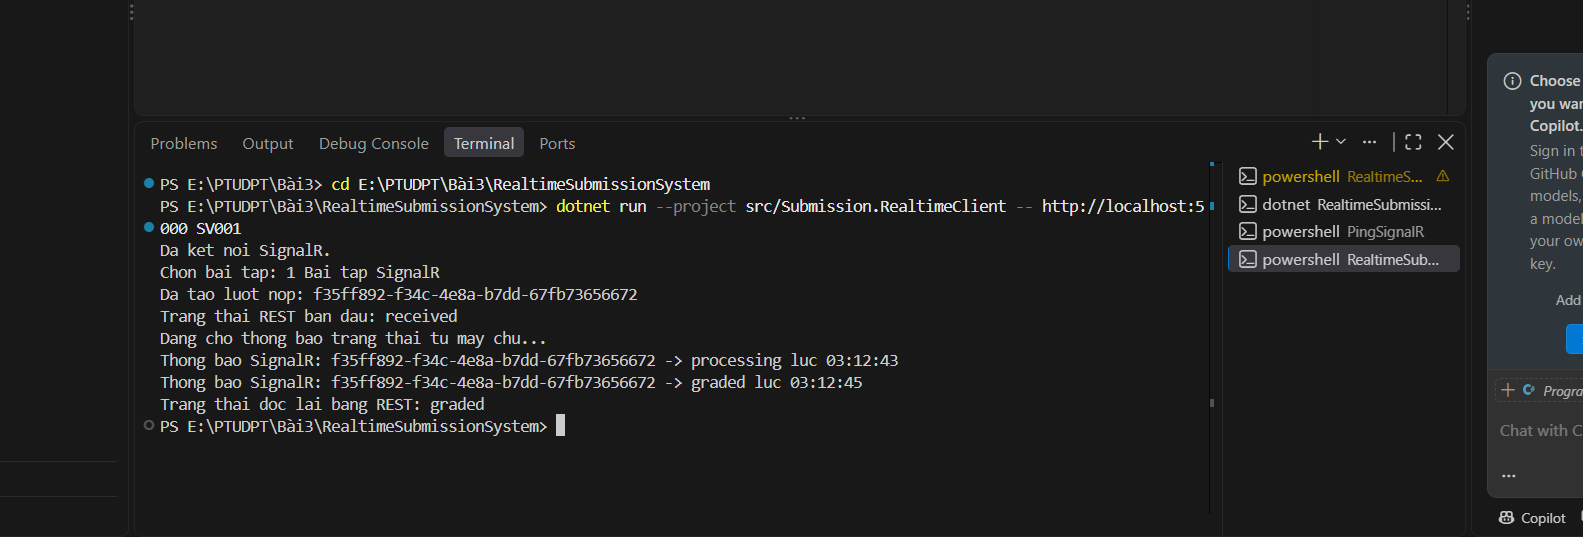 Problems Output Debug Console Terminal Ports
PS E:\PTUDPT\Bài3> cd E:\PTUDPT\Bài3\RealtimeSubmissionSystem
PS E:\PTUDPT\Bài3\RealtimeSubmissionSystem> dotnet run --project src/Submission.RealtimeClient -- http://localhost:5
000 SV001
Da ket noi SignalR.
Chon bai tap: 1 Bai tap SignalR
Da tao luot nop: f35ff892-f34c-4e8a-b7dd-67fb73656672
Trang thai REST ban dau: received
Dang cho thong bao trang thai tu may chu...
Thong bao SignalR: f35ff892-f34c-4e8a-b7dd-67fb73656672 -> processing luc 03:12:43
Thong bao SignalR: f35ff892-f34c-4e8a-b7dd-67fb73656672 -> graded luc 03:12:45
Trang thai doc lai bang REST: graded
PS E:\PTUDPT\Bài3\RealtimeSubmissionSystem>
powershell RealtimeS...
dotnet RealtimeSubmissi...
powershell PingSignalR
powershell RealtimeSub...
Choose
you wan
Copilot.
Sign in t
GitHub
models,
a model
your ow
key.
Add
Progra
Chat with C
...
Copilot